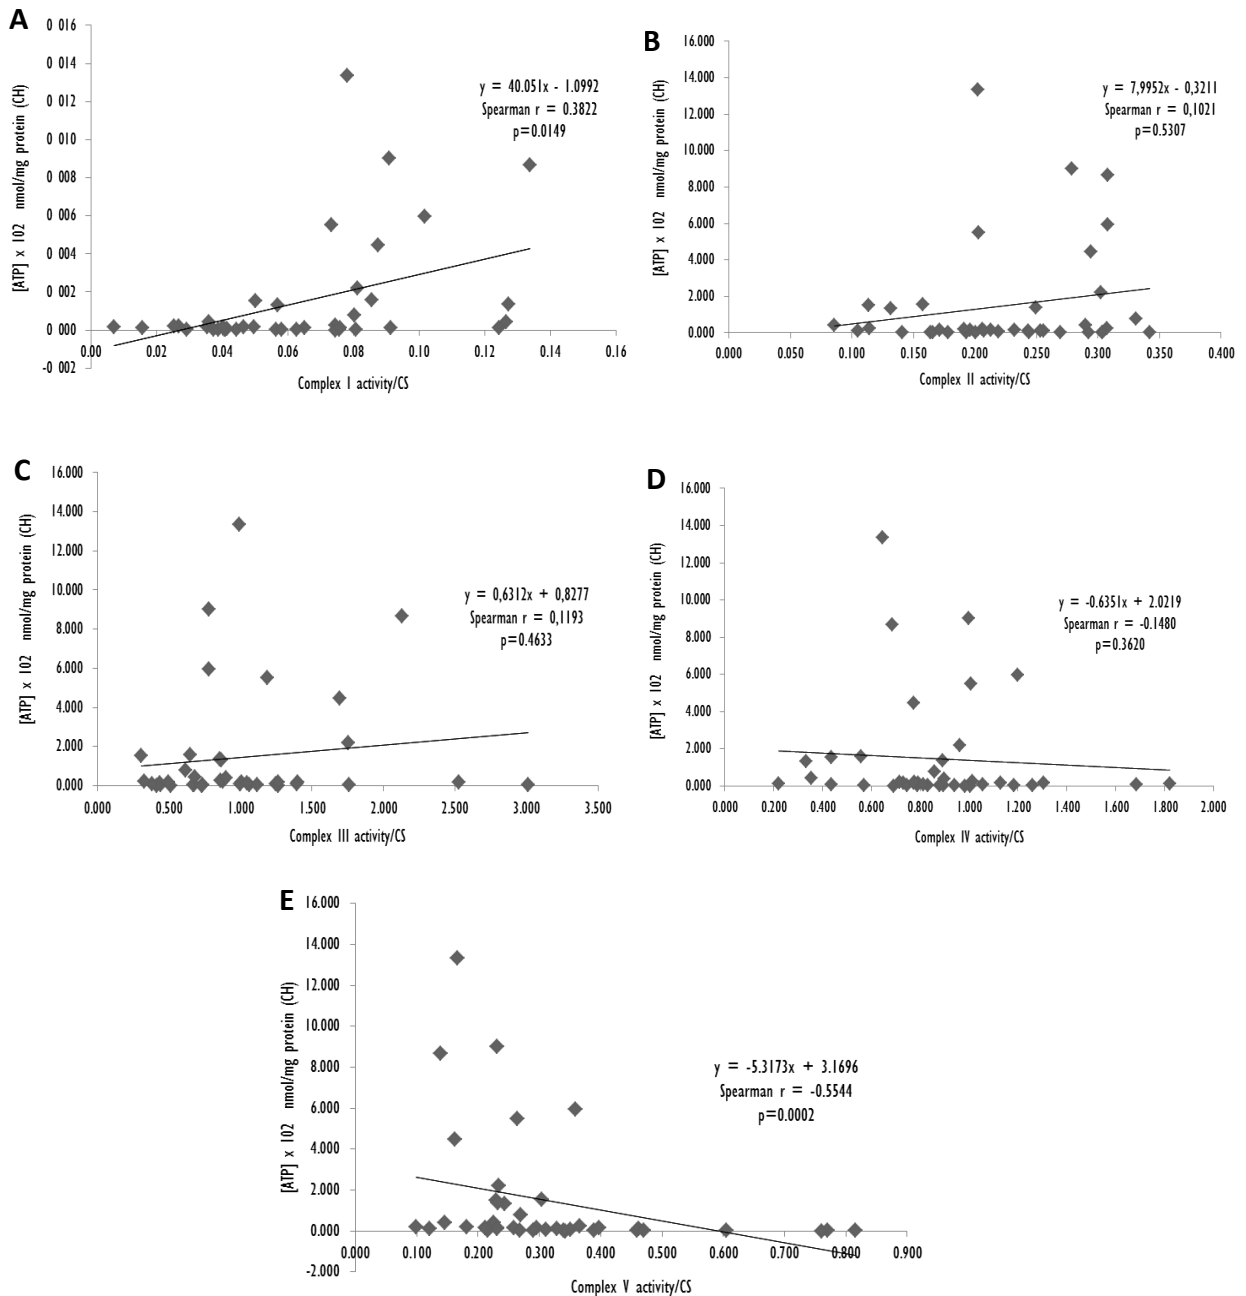 A
0 016
0 014
0 012
0 010
0 008
0 006
0 004
0 002
0 000
-0 002
[ATP] x 102 nmol/mg protein (CH)
y = 40.051x - 1.0992
Spearman r = 0.3822
p=0.0149
0.00 0.02 0.04 0.06 0.08 0.10 0.12 0.14 0.16
Complex I activity/CS
B
16.000
14.000
12.000
10.000
8.000
6.000
4.000
2.000
0.000
[ATP] x 102 nmol/mg protein (CH)
y = 7,9952x - 0,3211
Spearman r = 0,1021
p=0.5307
0.000 0.050 0.100 0.150 0.200 0.250 0.300 0.350 0.400
Complex II activity/CS
C
16.000
14.000
12.000
10.000
8.000
6.000
4.000
2.000
0.000
[ATP] x 102 nmol/mg protein (CH)
y = 0,6312x + 0,8277
Spearman r = 0,1193
p=0.4633
0.000 0.500 1.000 1.500 2.000 2.500 3.000 3.500
Complex III activity/CS
D
16.000
14.000
12.000
10.000
8.000
6.000
4.000
2.000
0.000
[ATP] x 102 nmol/mg protein (CH)
y = -0.6351x + 2.0219
Spearman r = -0.1480
p=0.3620
0.000 0.200 0.400 0.600 0.800 1.000 1.200 1.400 1.600 1.800 2.000
Complex IV activity/CS
E
16.000
14.000
12.000
10.000
8.000
6.000
4.000
2.000
0.000
-2.000
[ATP] x 102 nmol/mg protein (CH)
y = -5.3173x + 3.1696
Spearman r = -0.5544
p=0.0002
0.000 0.100 0.200 0.300 0.400 0.500 0.600 0.700 0.800 0.900
Complex V activity/CS